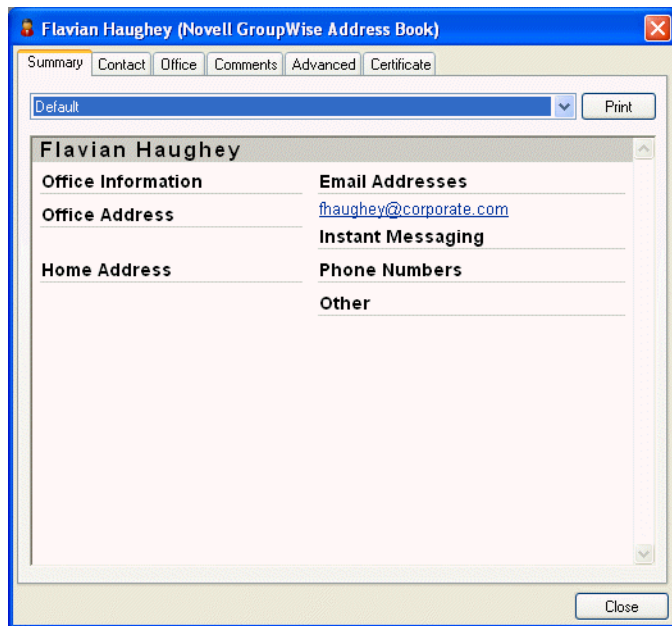 Flavian Haughey (Novell GroupWise Address Book)
Summary Contact Office Comments Advanced Certificate
Default Print
Flavian Haughey
Office Information
Office Address
Home Address
Email Addresses
fhaughey@corporate.com
Instant Messaging
Phone Numbers
Other
Close